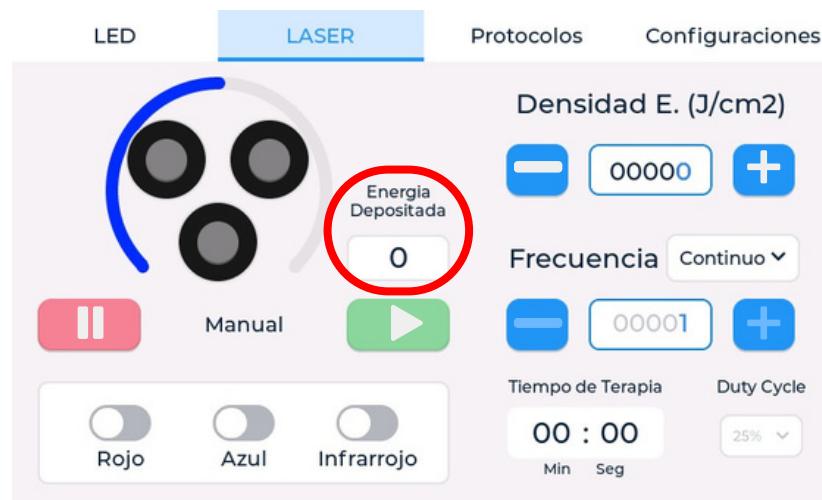 LED LASER Protocolos Configuraciones
Densidad E. (J/cm2)
00000
Energia
Depositada
0
Frecuencia Continuo
Manual
00001
Tiempo de Terapia Duty Cycle
00 : 00 25%
Min Seg
Rojo Azul Infrarrojo